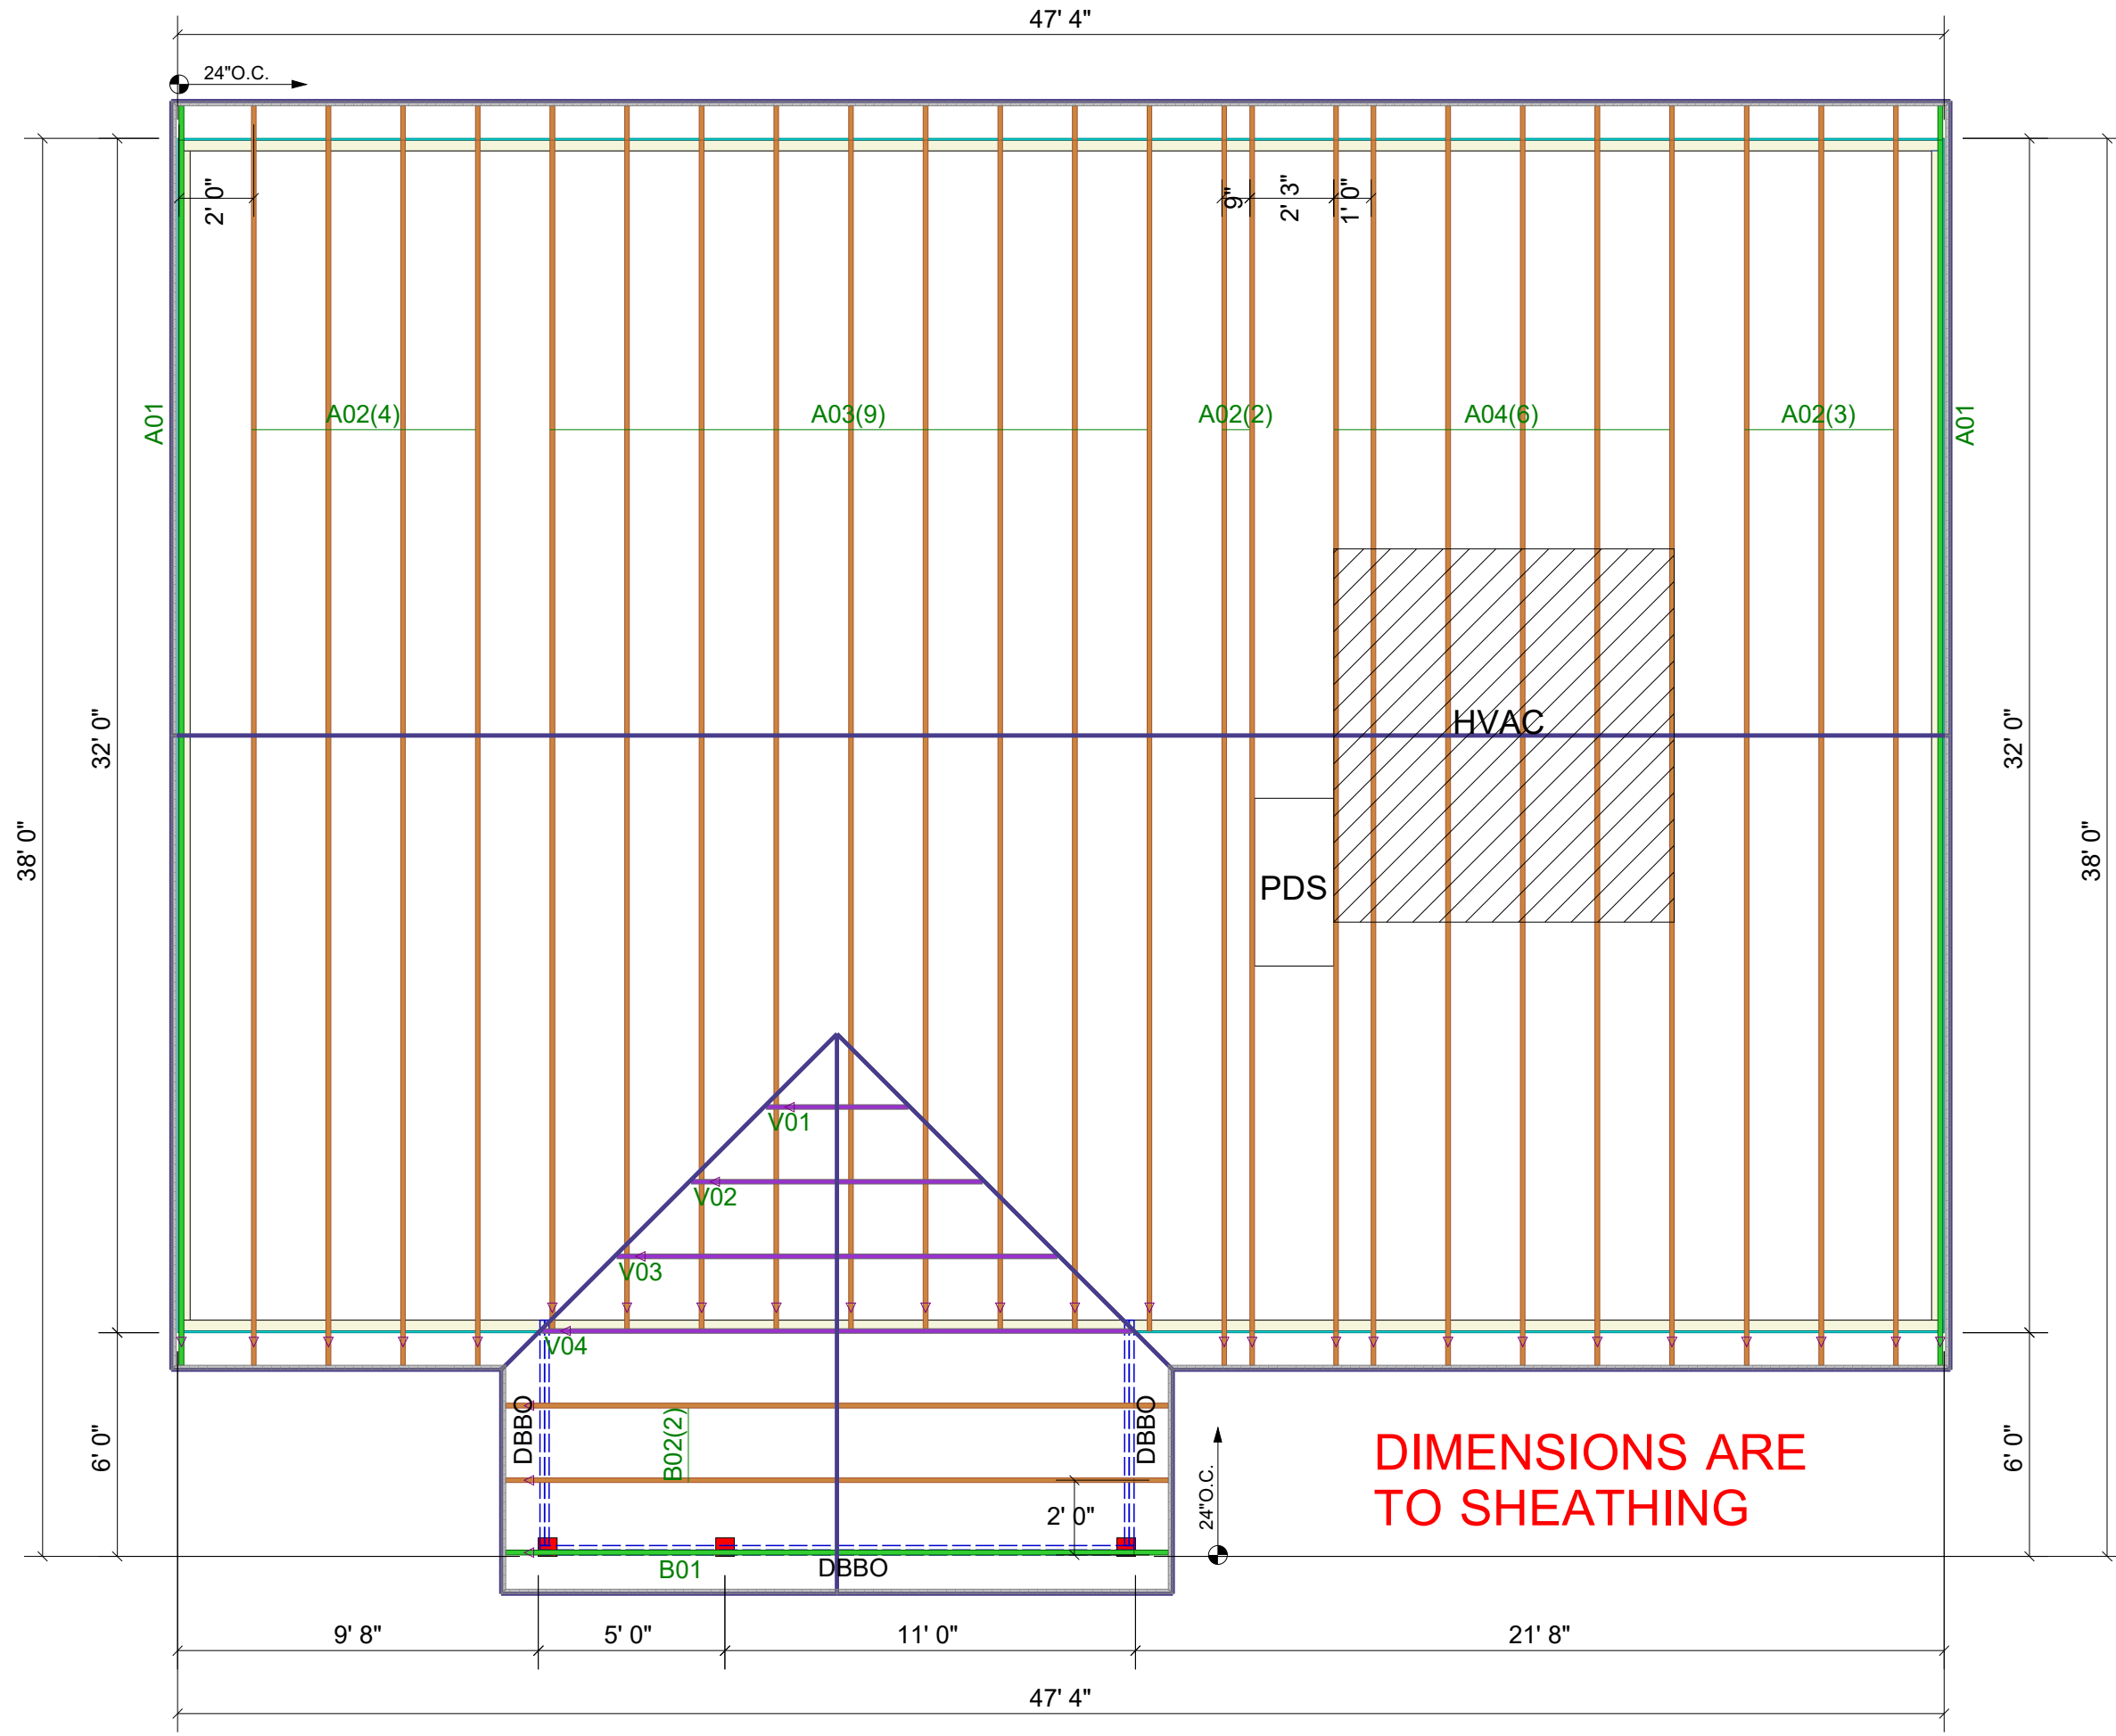 47' 4"
24"O.C.
2' 0"
9"
2' 3"
1' 0"
A01
A02(4)
A03(9)
A02(2)
A04(6)
A02(3)
A01
32' 0"
38' 0"
HVAC
32' 0"
38' 0"
PDS
V01
V02
V03
V04
DBBO
B02(2)
DBBO
6' 0"
2' 0"
24"O.C.
DIMENSIONS ARE
TO SHEATHING
6' 0"
B01
DBBO
9' 8"
5' 0"
11' 0"
21' 8"
47' 4"